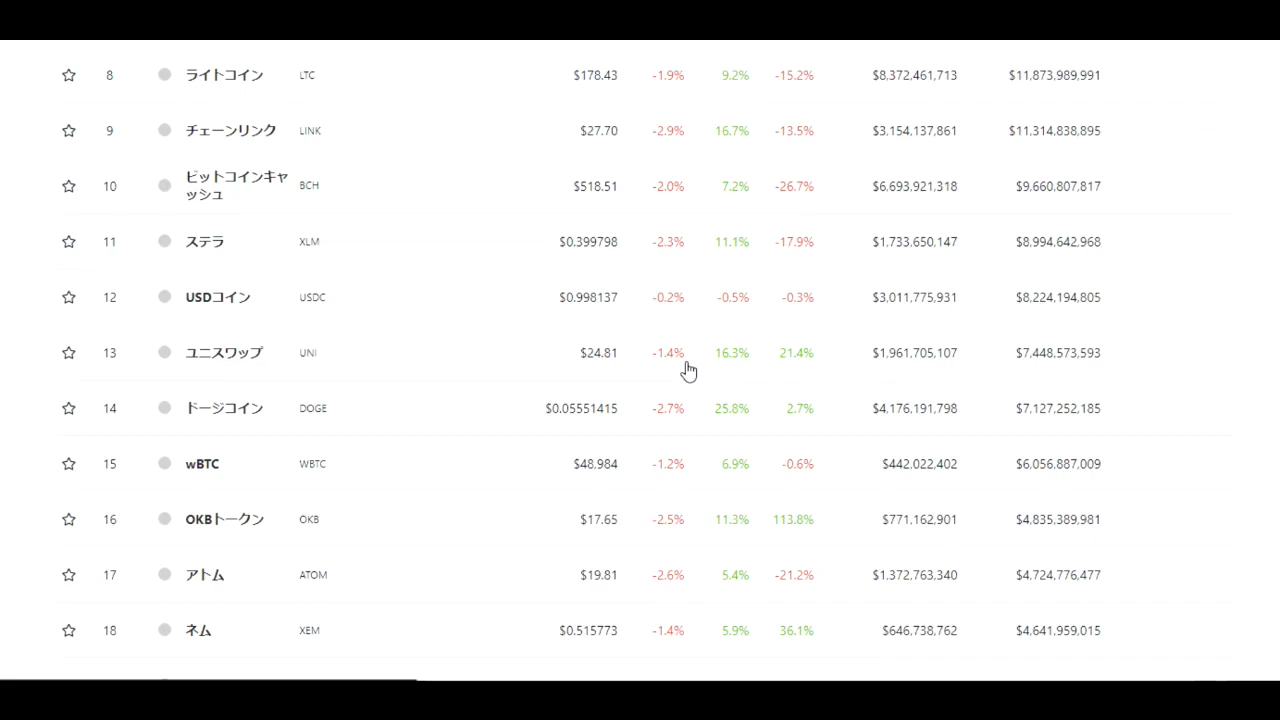 8 ライトコイン LTC $178.43 -1.9% 9.2% -15.2% $8,372,461,713 $11,873,989,991
9 チェーンリンク LINK $27.70 -2.9% 16.7% -13.5% $3,154,137,861 $11,314,838,895
10 ビットコインキャ
ッシュ BCH $518.51 -2.0% 7.2% -26.7% $6,693,921,318 $9,660,807,817
11 ステラ XLM $0.399798 -2.3% 11.1% -17.9% $1,733,650,147 $8,994,642,968
12 USDコイン USDC $0.998137 -0.2% -0.5% -0.3% $3,011,775,931 $8,224,194,805
13 ユニスワップ UNI $24.81 -1.4% 16.3% 21.4% $1,961,705,107 $7,448,573,593
14 ドージコイン DOGE $0.05551415 -2.7% 25.8% 2.7% $4,176,191,798 $7,127,252,185
15 wBTC WBTC $48.984 -1.2% 6.9% -0.6% $442,022,402 $6,056,887,009
16 OKBトークン OKB $17.65 -2.5% 11.3% 113.8% $771,162,901 $4,835,389,981
17 アトム ATOM $19.81 -2.6% 5.4% -21.2% $1,372,763,340 $4,724,776,477
18 ネム XEM $0.515773 -1.4% 5.9% 36.1% $646,738,762 $4,641,959,015